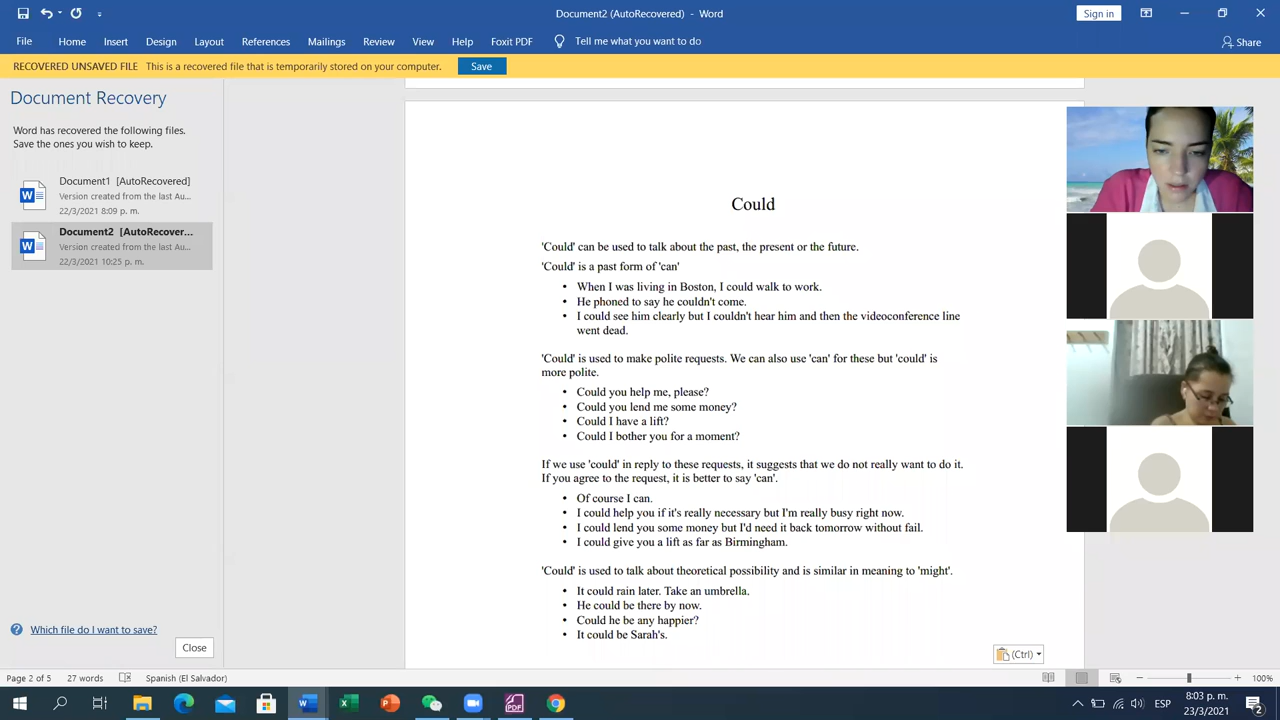 Document2 (AutoRecovered) - Word
Sign in
File Home Insert Design Layout References Mailings Review View Help Foxit PDF Tell me what you want to do
Share
RECOVERED UNSAVED FILE This is a recovered file that is temporarily stored on your computer. Save
Document Recovery
Word has recovered the following files.
Save the ones you wish to keep.
Document1 [AutoRecovered]
Version created from the last Au...
22/3/2021 8:09 p. m.
Document2 [AutoRecover...
Version created from the last Au...
22/3/2021 10:25 p. m.
Which file do I want to save?
Close
Could
'Could' can be used to talk about the past, the present or the future.
'Could' is a past form of 'can'
• When I was living in Boston, I could walk to work.
• He phoned to say he couldn't come.
• I could see him clearly but I couldn't hear him and then the videoconference line
went dead.
'Could' is used to make polite requests. We can also use 'can' for these but 'could' is
more polite.
• Could you help me, please?
• Could you lend me some money?
• Could I have a lift?
• Could I bother you for a moment?
If we use 'could' in reply to these requests, it suggests that we do not really want to do it.
If you agree to the request, it is better to say 'can'.
• Of course I can.
• I could help you if it's really necessary but I'm really busy right now.
• I could lend you some money but I'd need it back tomorrow without fail.
• I could give you a lift as far as Birmingham.
'Could' is used to talk about theoretical possibility and is similar in meaning to 'might'.
• It could rain later. Take an umbrella.
• He could be there by now.
• Could he be any happier?
• It could be Sarah's.
(Ctrl)
Page 2 of 5 27 words Spanish (El Salvador)
100%
ESP
8:03 p. m.
23/3/2021
2